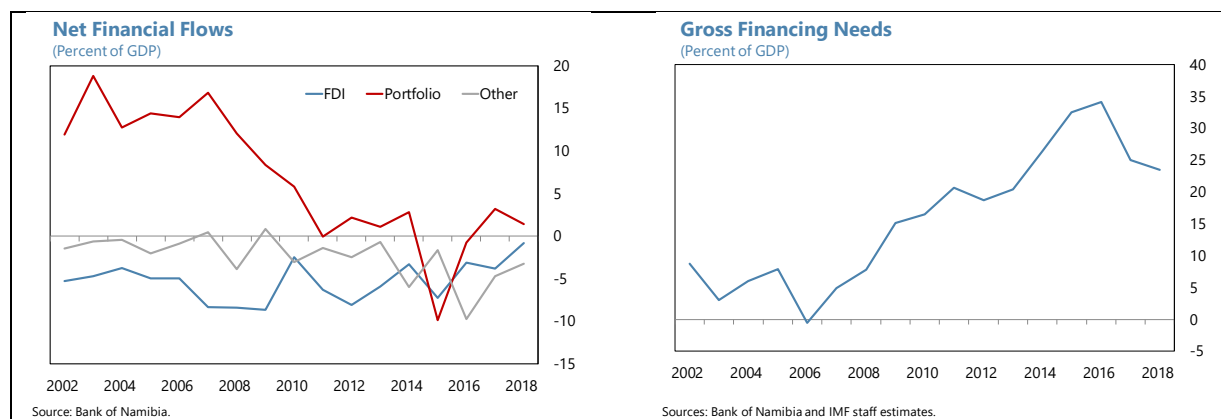 Net Financial Flows
(Percent of GDP)
FDI Portfolio Other
20
15
10
5
0
-5
-10
-15
2002 2004 2006 2008 2010 2012 2014 2016 2018
Source: Bank of Namibia.
Gross Financing Needs
(Percent of GDP)
40
35
30
25
20
15
10
5
0
-5
2002 2004 2006 2008 2010 2012 2014 2016 2018
Sources: Bank of Namibia and IMF staff estimates.